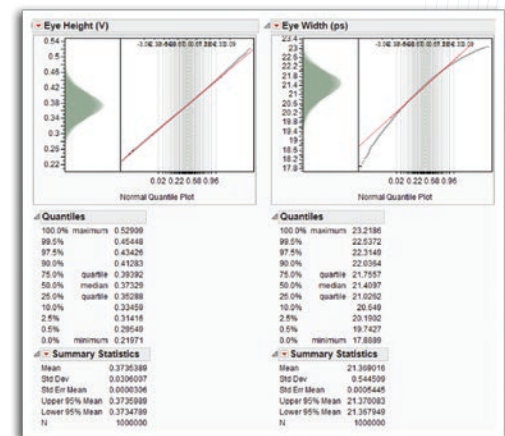 Eye Height (V)
0.54
0.5
0.46
0.42
0.38
0.34
0.3
0.26
0.22
0.02 0.22 0.58 0.96
Normal Quantile Plot
Quantiles
100.0% maximum 0.52909
99.5% 0.45448
97.5% 0.43426
90.0% 0.41283
75.0% quartile 0.39392
50.0% median 0.37329
25.0% quartile 0.35288
10.0% 0.33459
2.5% 0.31416
0.5% 0.29549
0.0% minimum 0.21971
Summary Statistics
Mean 0.3735389
Std Dev
Std Err Mean 0.0000306
Upper 95% Mean 0.3735989
Lower 95% Mean 0.3734789
N 1000000
Eye Width (ps)
23.4
22.6
22.2
21.8
21.4
21
20.6
20.2
19.8
19.4
19
18.6
18.2
17.8
0.02 0.22 0.58 0.96
Normal Quantile Plot
Quantiles
100.0% maximum 23.2186
99.5% 22.5372
97.5% 22.3148
90.0% 22.0354
75.0% quartile 21.7557
50.0% median 21.4097
25.0% quartile 21.0262
10.0% 20.649
2.5% 20.1902
0.5% 19.7427
0.0% minimum 17.8889
Summary Statistics
Mean 21.369016
Std Dev 0.544509
Std Err Mean 0.0005445
Upper 95% Mean 21.370083
Lower 95% Mean 21.367949
N 1000000